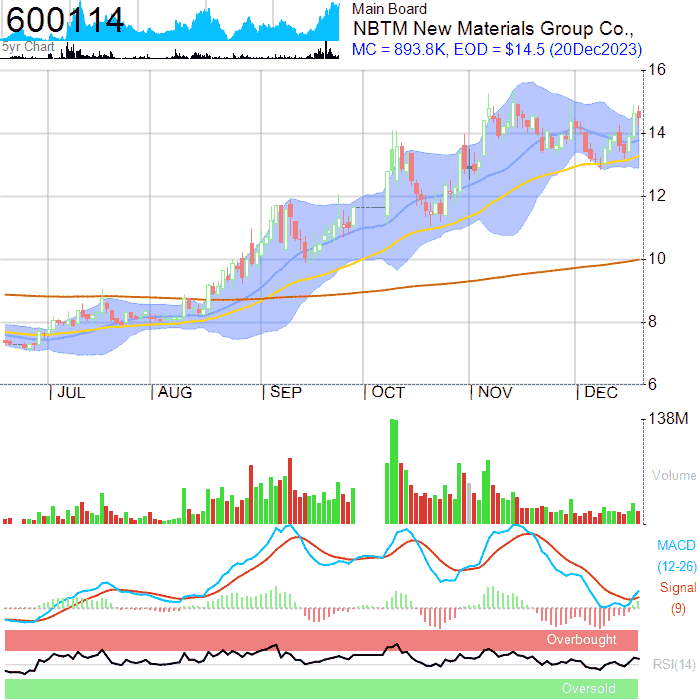 600114
5yr Chart
Main Board
NBTM New Materials Group Co.,
MC = 893.8K, EOD = $14.5 (20Dec2023)
16
14
12
10
8
6
JUL AUG SEP OCT NOV DEC
138M
Volume
MACD
(12-26)
Signal
(9)
Overbought
RSI(14)
Oversold